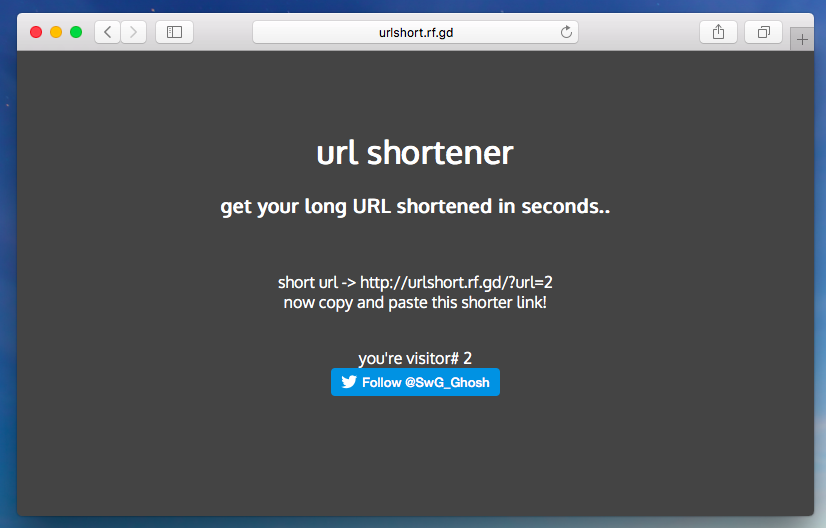 urlshort.rf.gd
url shortener
get your long URL shortened in seconds..
short url -> http://urlshort.rf.gd/?url=2
now copy and paste this shorter link!
you're visitor# 2
Follow @SwG_Ghosh